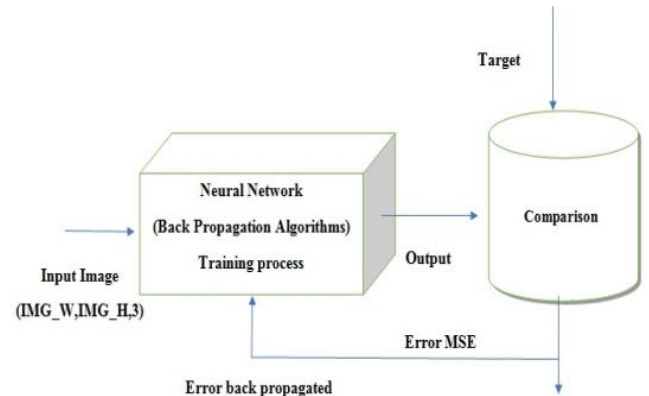 Target
Neural Network
(Back Propagation Algorithms)
Training process
Comparison
Input Image
(IMG_W,IMG_H,3)
Output
Error MSE
Error back propagated